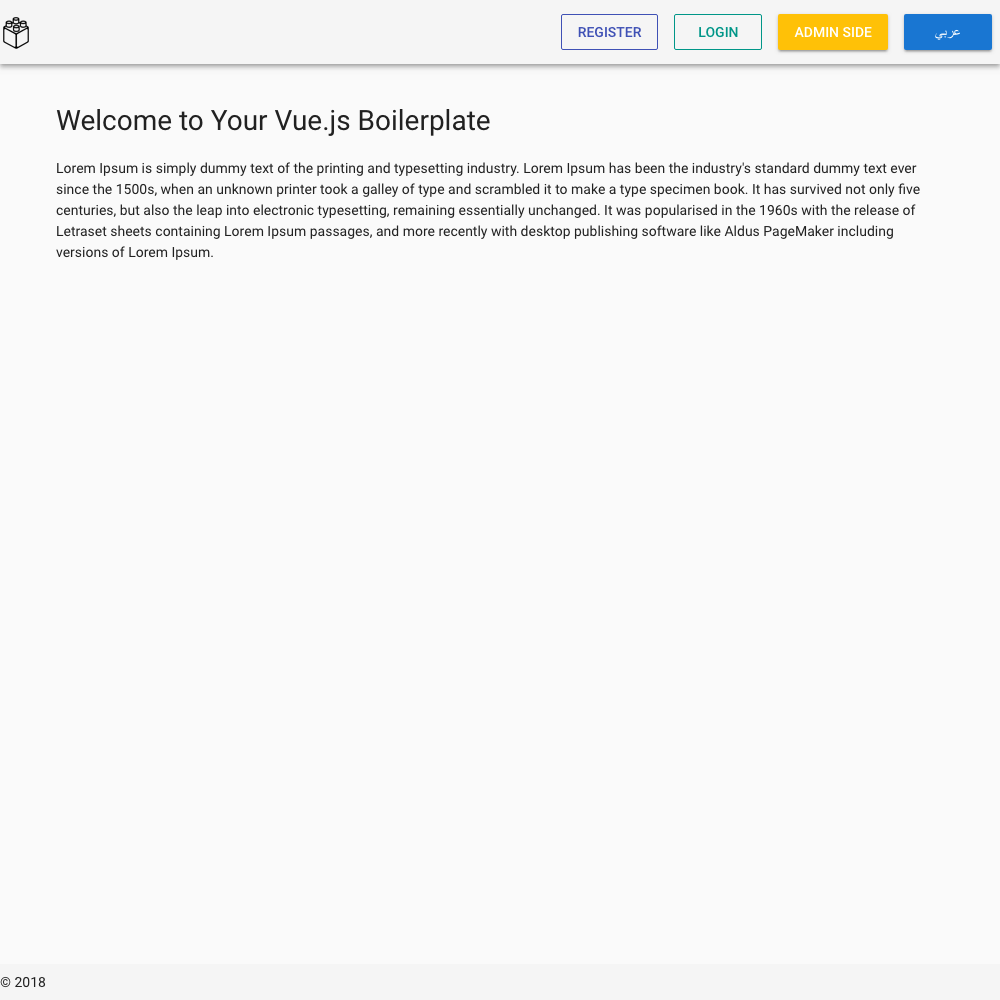 REGISTER
LOGIN
ADMIN SIDE
عربي
Welcome to Your Vue.js Boilerplate
Lorem Ipsum is simply dummy text of the printing and typesetting industry. Lorem Ipsum has been the industry's standard dummy text ever
since the 1500s, when an unknown printer took a galley of type and scrambled it to make a type specimen book. It has survived not only five
centuries, but also the leap into electronic typesetting, remaining essentially unchanged. It was popularised in the 1960s with the release of
Letraset sheets containing Lorem Ipsum passages, and more recently with desktop publishing software like Aldus PageMaker including
versions of Lorem Ipsum.
© 2018